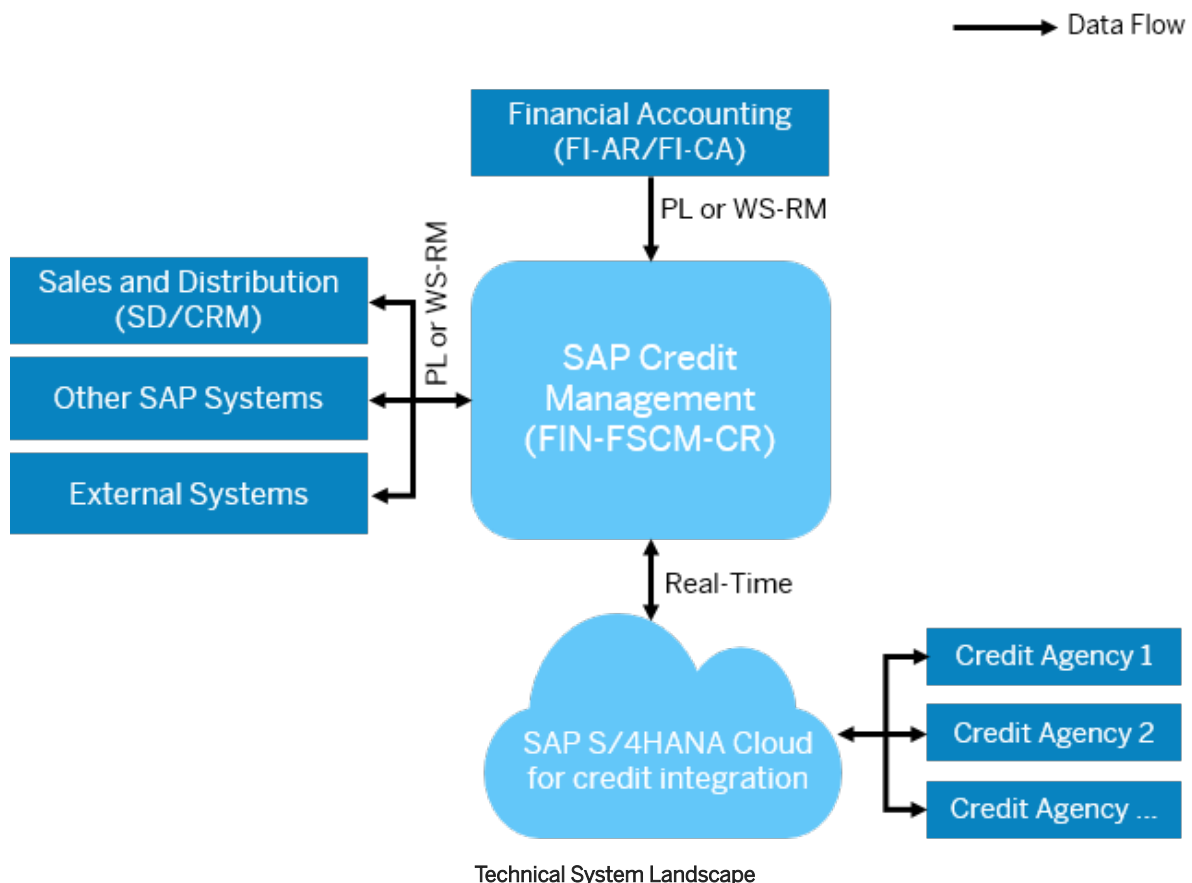 Data Flow
Financial Accounting
(FI-AR/FI-CA)
PL or WS-RM
PL or WS-RM
Sales and Distribution
(SD/CRM)
Other SAP Systems
External Systems
SAP Credit
Management
(FIN-FSCM-CR)
Real-Time
SAP S/4HANA Cloud
for credit integration
Credit Agency 1
Credit Agency 2
Credit Agency ...
Technical System Landscape